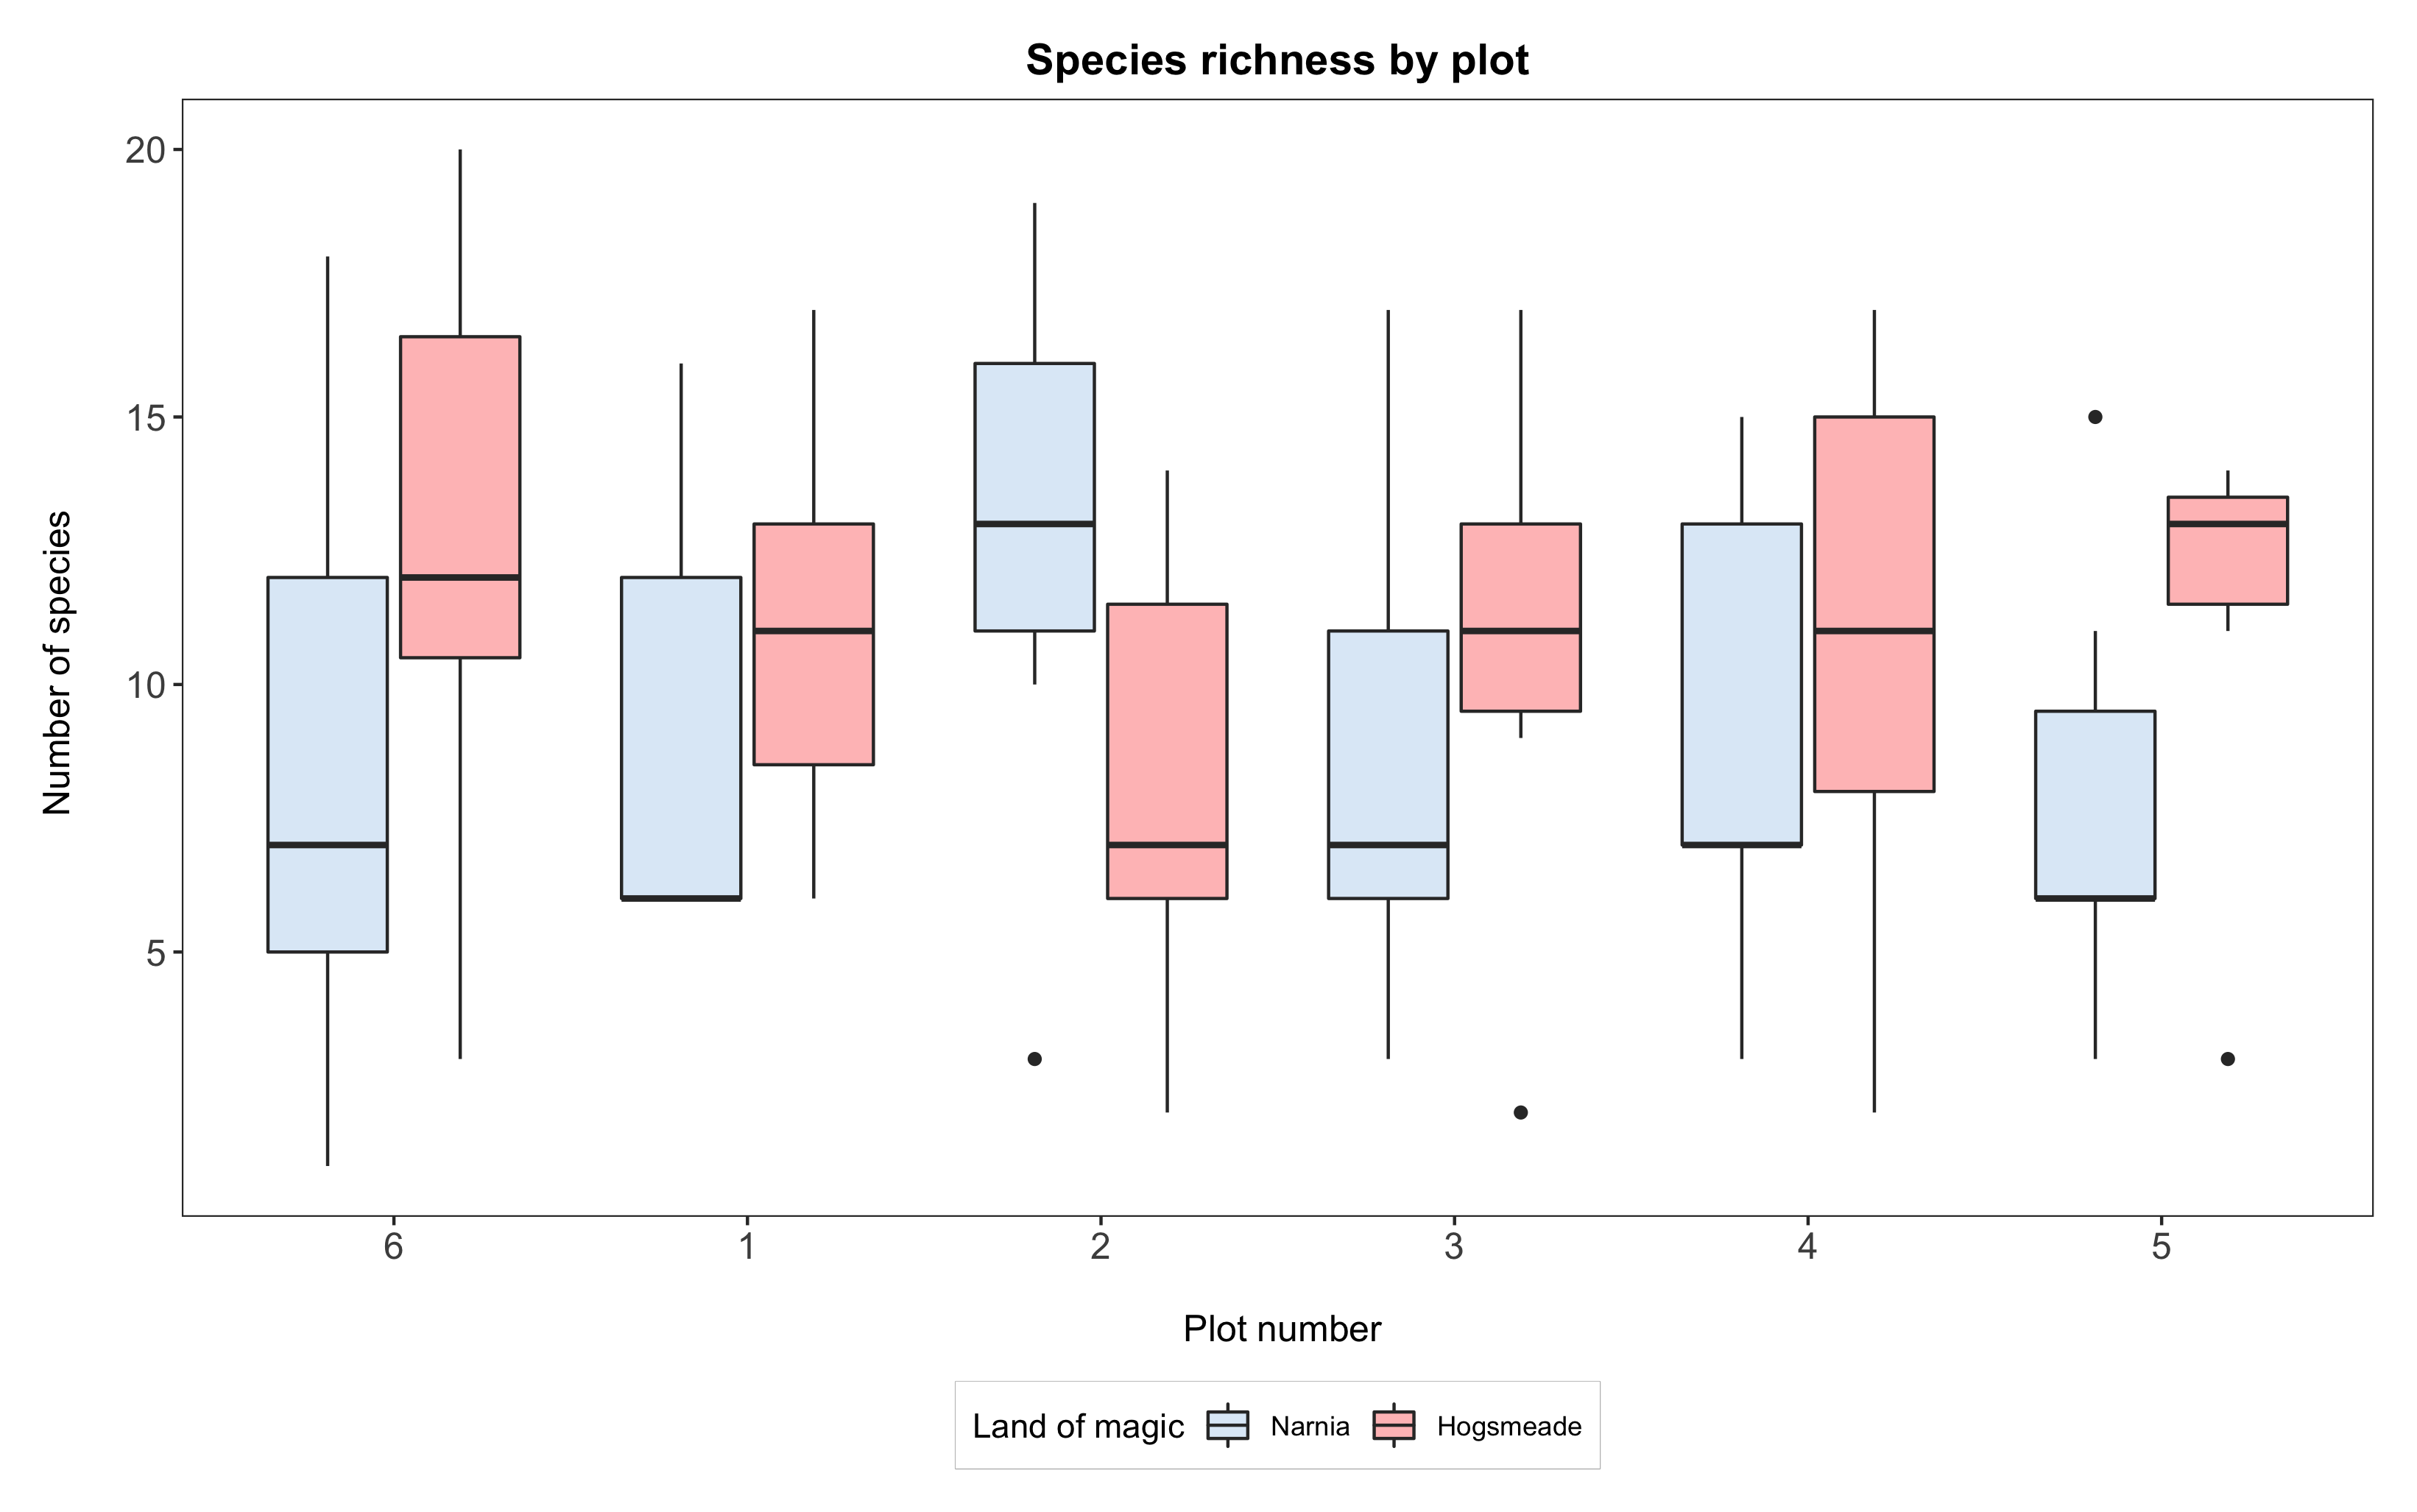 Species richness by plot
20
15
10
5
Number of species
6 1 2 3 4 5
Plot number
Land of magic Narnia Hogsmeade